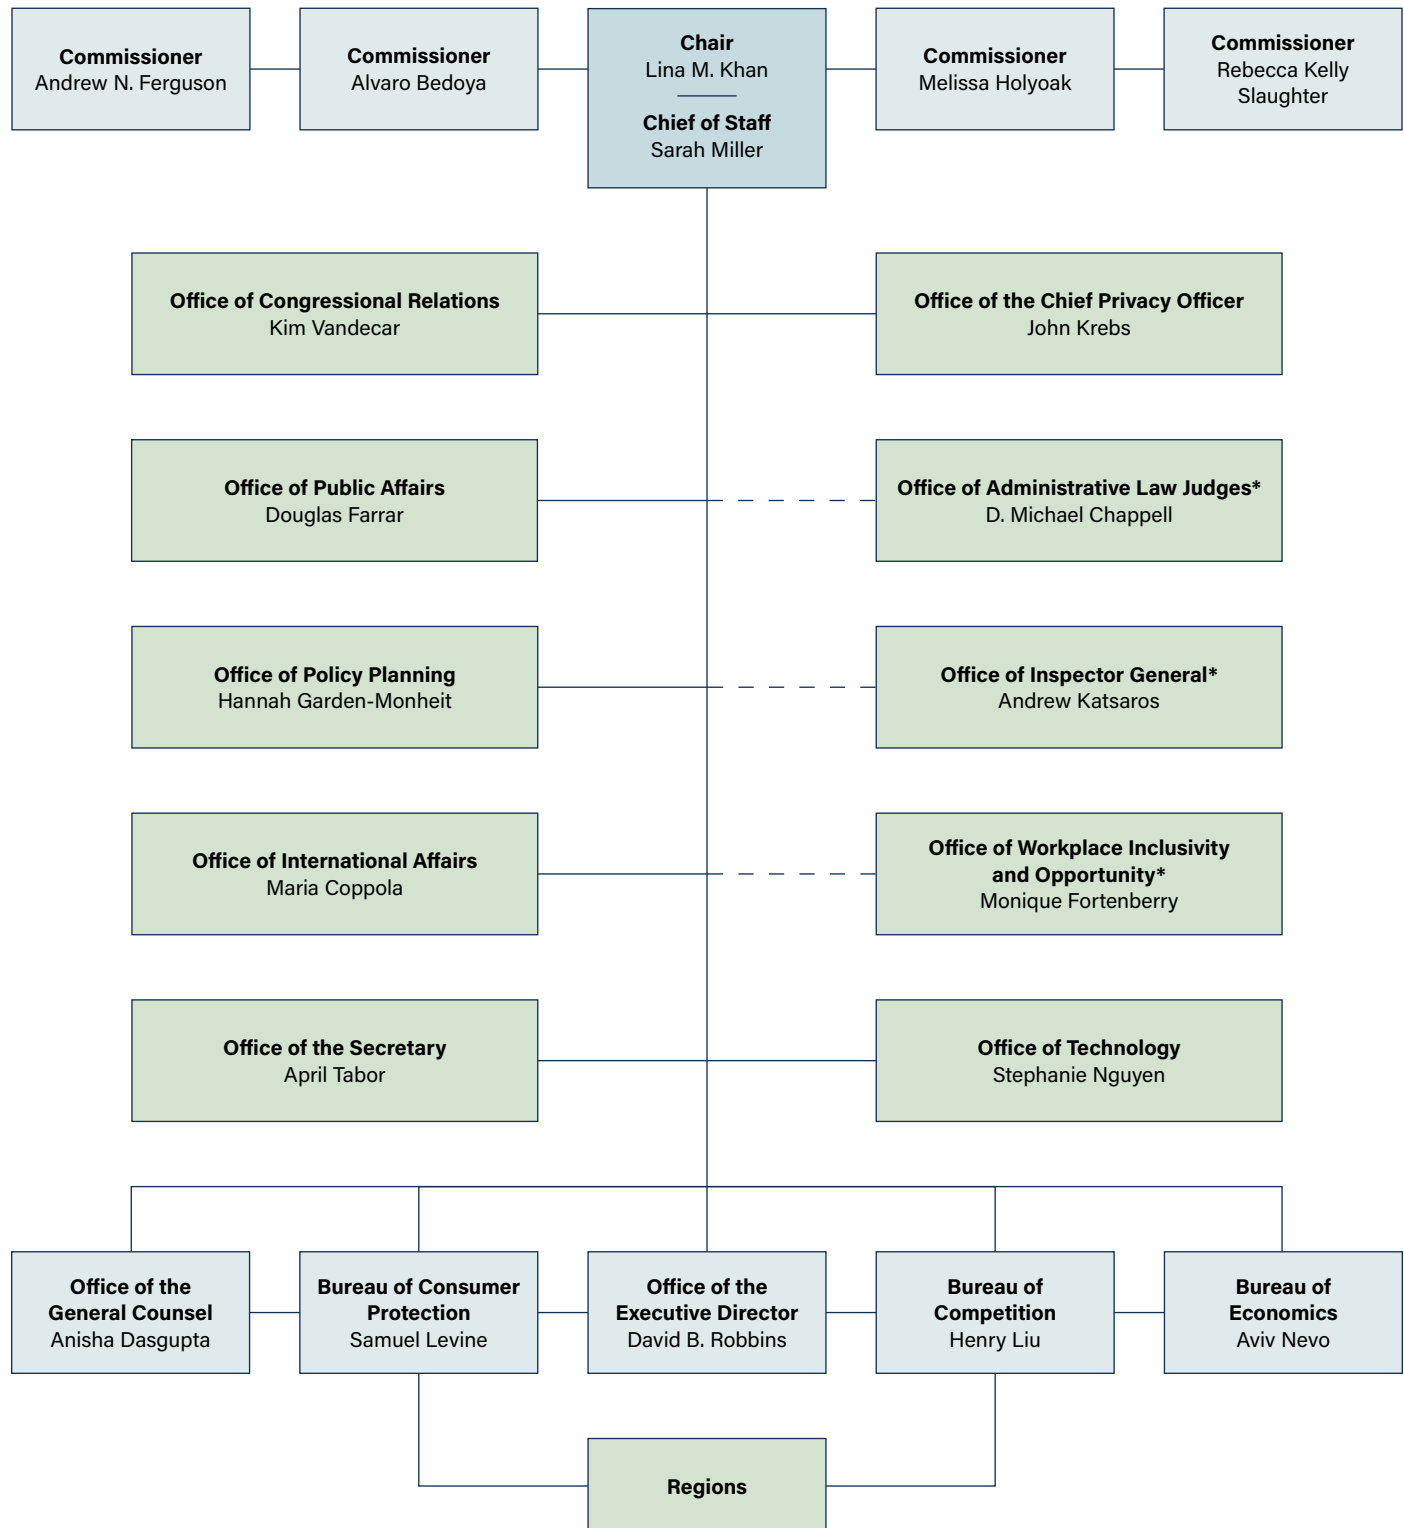 Commissioner
Andrew N. Ferguson
Commissioner
Alvaro Bedoya
Chair
Lina M. Khan
Chief of Staff
Sarah Miller
Commissioner
Melissa Holyoak
Commissioner
Rebecca Kelly
Slaughter
Office of Congressional Relations
Kim Vandecar
Office of the Chief Privacy Officer
John Krebs
Office of Public Affairs
Douglas Farrar
Office of Administrative Law Judges*
D. Michael Chappell
Office of Policy Planning
Hannah Garden-Monheit
Office of Inspector General*
Andrew Katsaros
Office of International Affairs
Maria Coppola
Office of Workplace Inclusivity
and Opportunity*
Monique Fortenberry
Office of the Secretary
April Tabor
Office of Technology
Stephanie Nguyen
Office of the
General Counsel
Anisha Dasgupta
Bureau of Consumer
Protection
Samuel Levine
Office of the
Executive Director
David B. Robbins
Bureau of
Competition
Henry Liu
Bureau of
Economics
Aviv Nevo
Regions